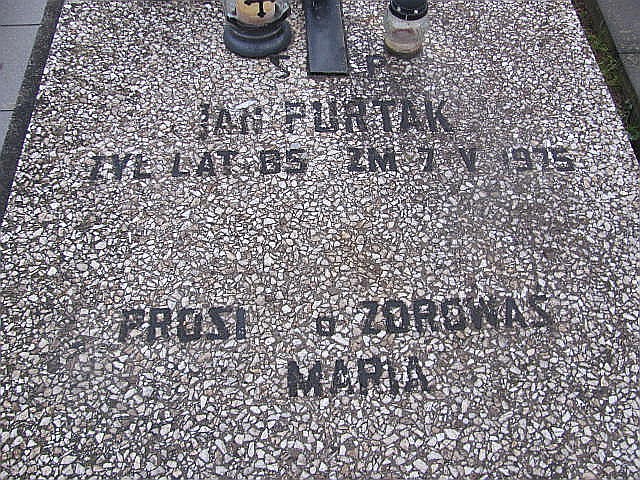 S P
JAN FURTAK
ŻYŁ LAT 85 ZM 7 V 1975
PROSI o ZDROWAŚ
MARIA